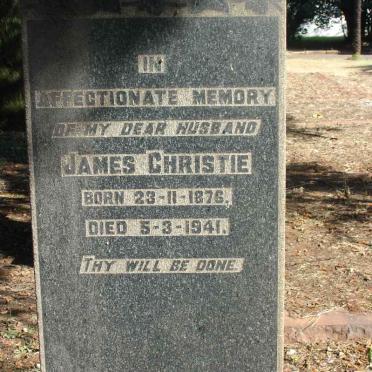 IN
AFFECTIONATE MEMORY
OF MY DEAR HUSBAND
JAMES CHRISTIE
BORN 23-11-1876,
DIED 5-3-1941.
THY WILL BE DONE.